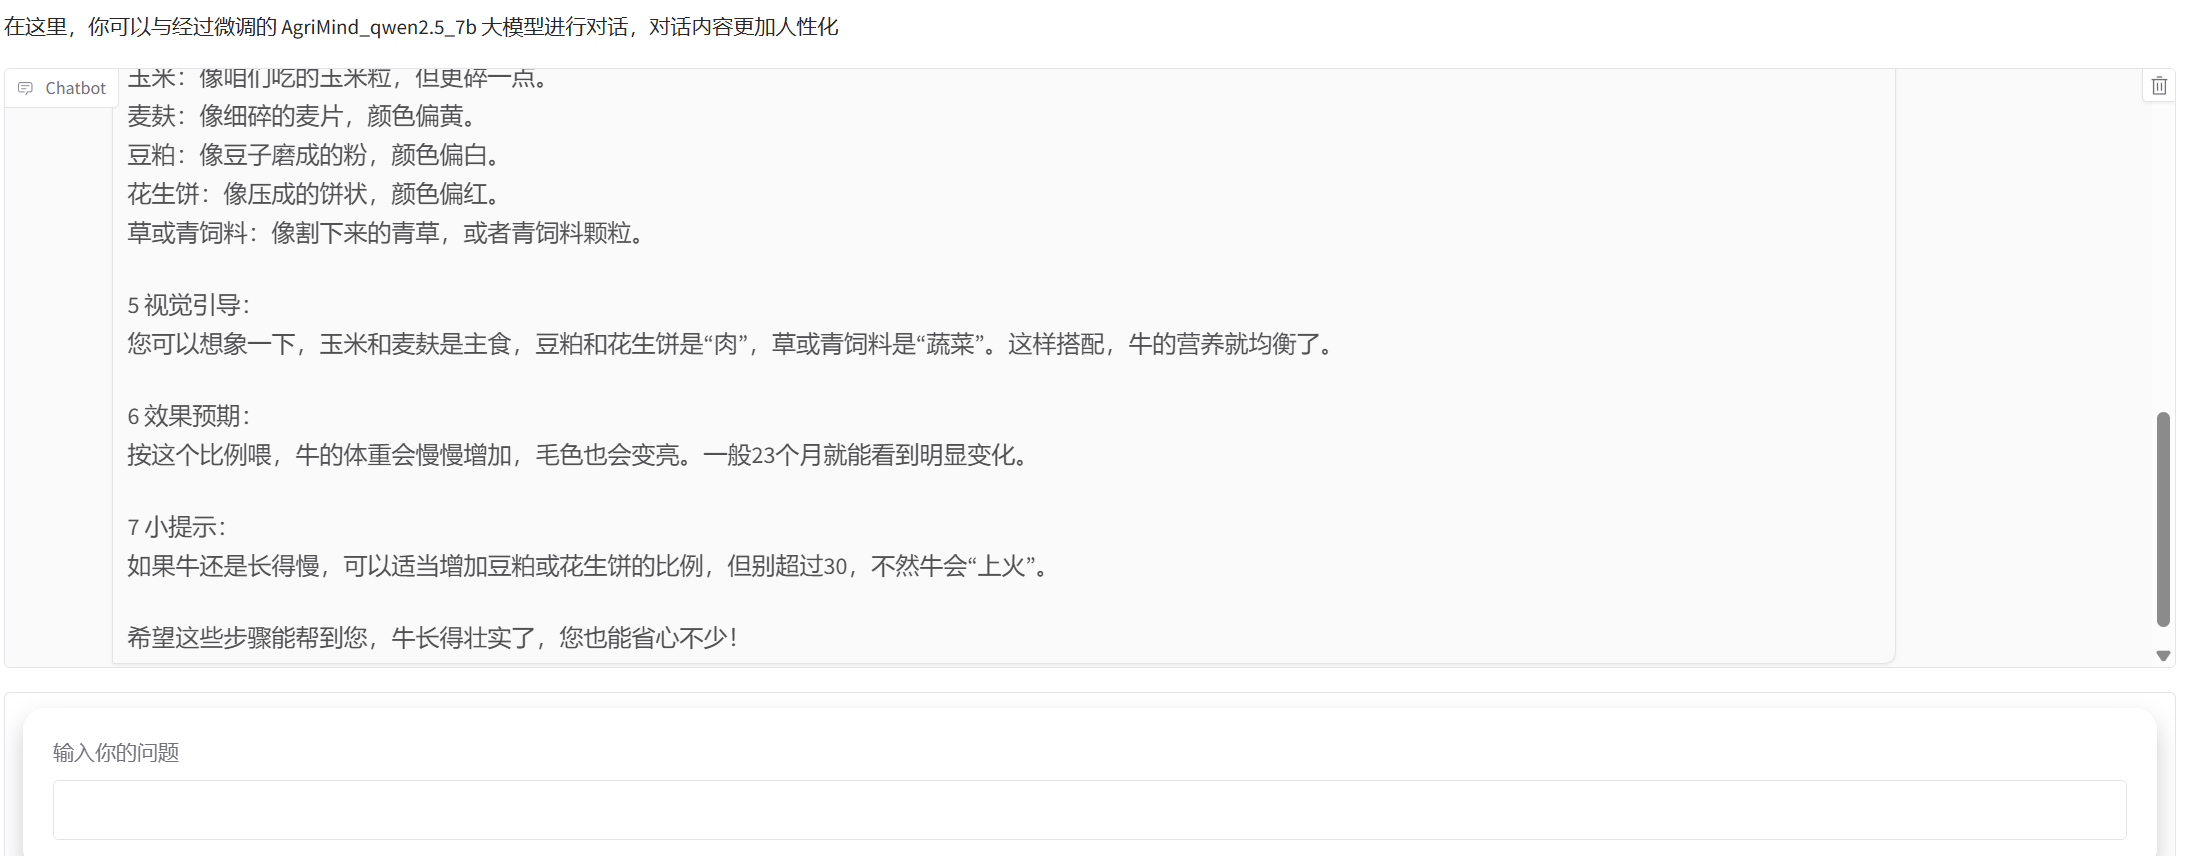 在这里，你可以与经过微调的 AgriMind_qwen2.5_7b 大模型进行对话，对话内容更加人性化
Chatbot
玉米：像咱们吃的玉米粒，但更碎一点。
麦麸：像细碎的麦片，颜色偏黄。
豆粕：像豆子磨成的粉，颜色偏白。
花生饼：像压成的饼状，颜色偏红。
草或青饲料：像割下来的青草，或者青饲料颗粒。
5 视觉引导：
您可以想象一下，玉米和麦麸是主食，豆粕和花生饼是“肉”，草或青饲料是“蔬菜”。这样搭配，牛的营养就均衡了。
6 效果预期：
按这个比例喂，牛的体重会慢慢增加，毛色也会变亮。一般23个月就能看到明显变化。
7 小提示：
如果牛还是长得慢，可以适当增加豆粕或花生饼的比例，但别超过30，不然牛会“上火”。
希望这些步骤能帮到您，牛长得壮实了，您也能省心不少！
输入你的问题